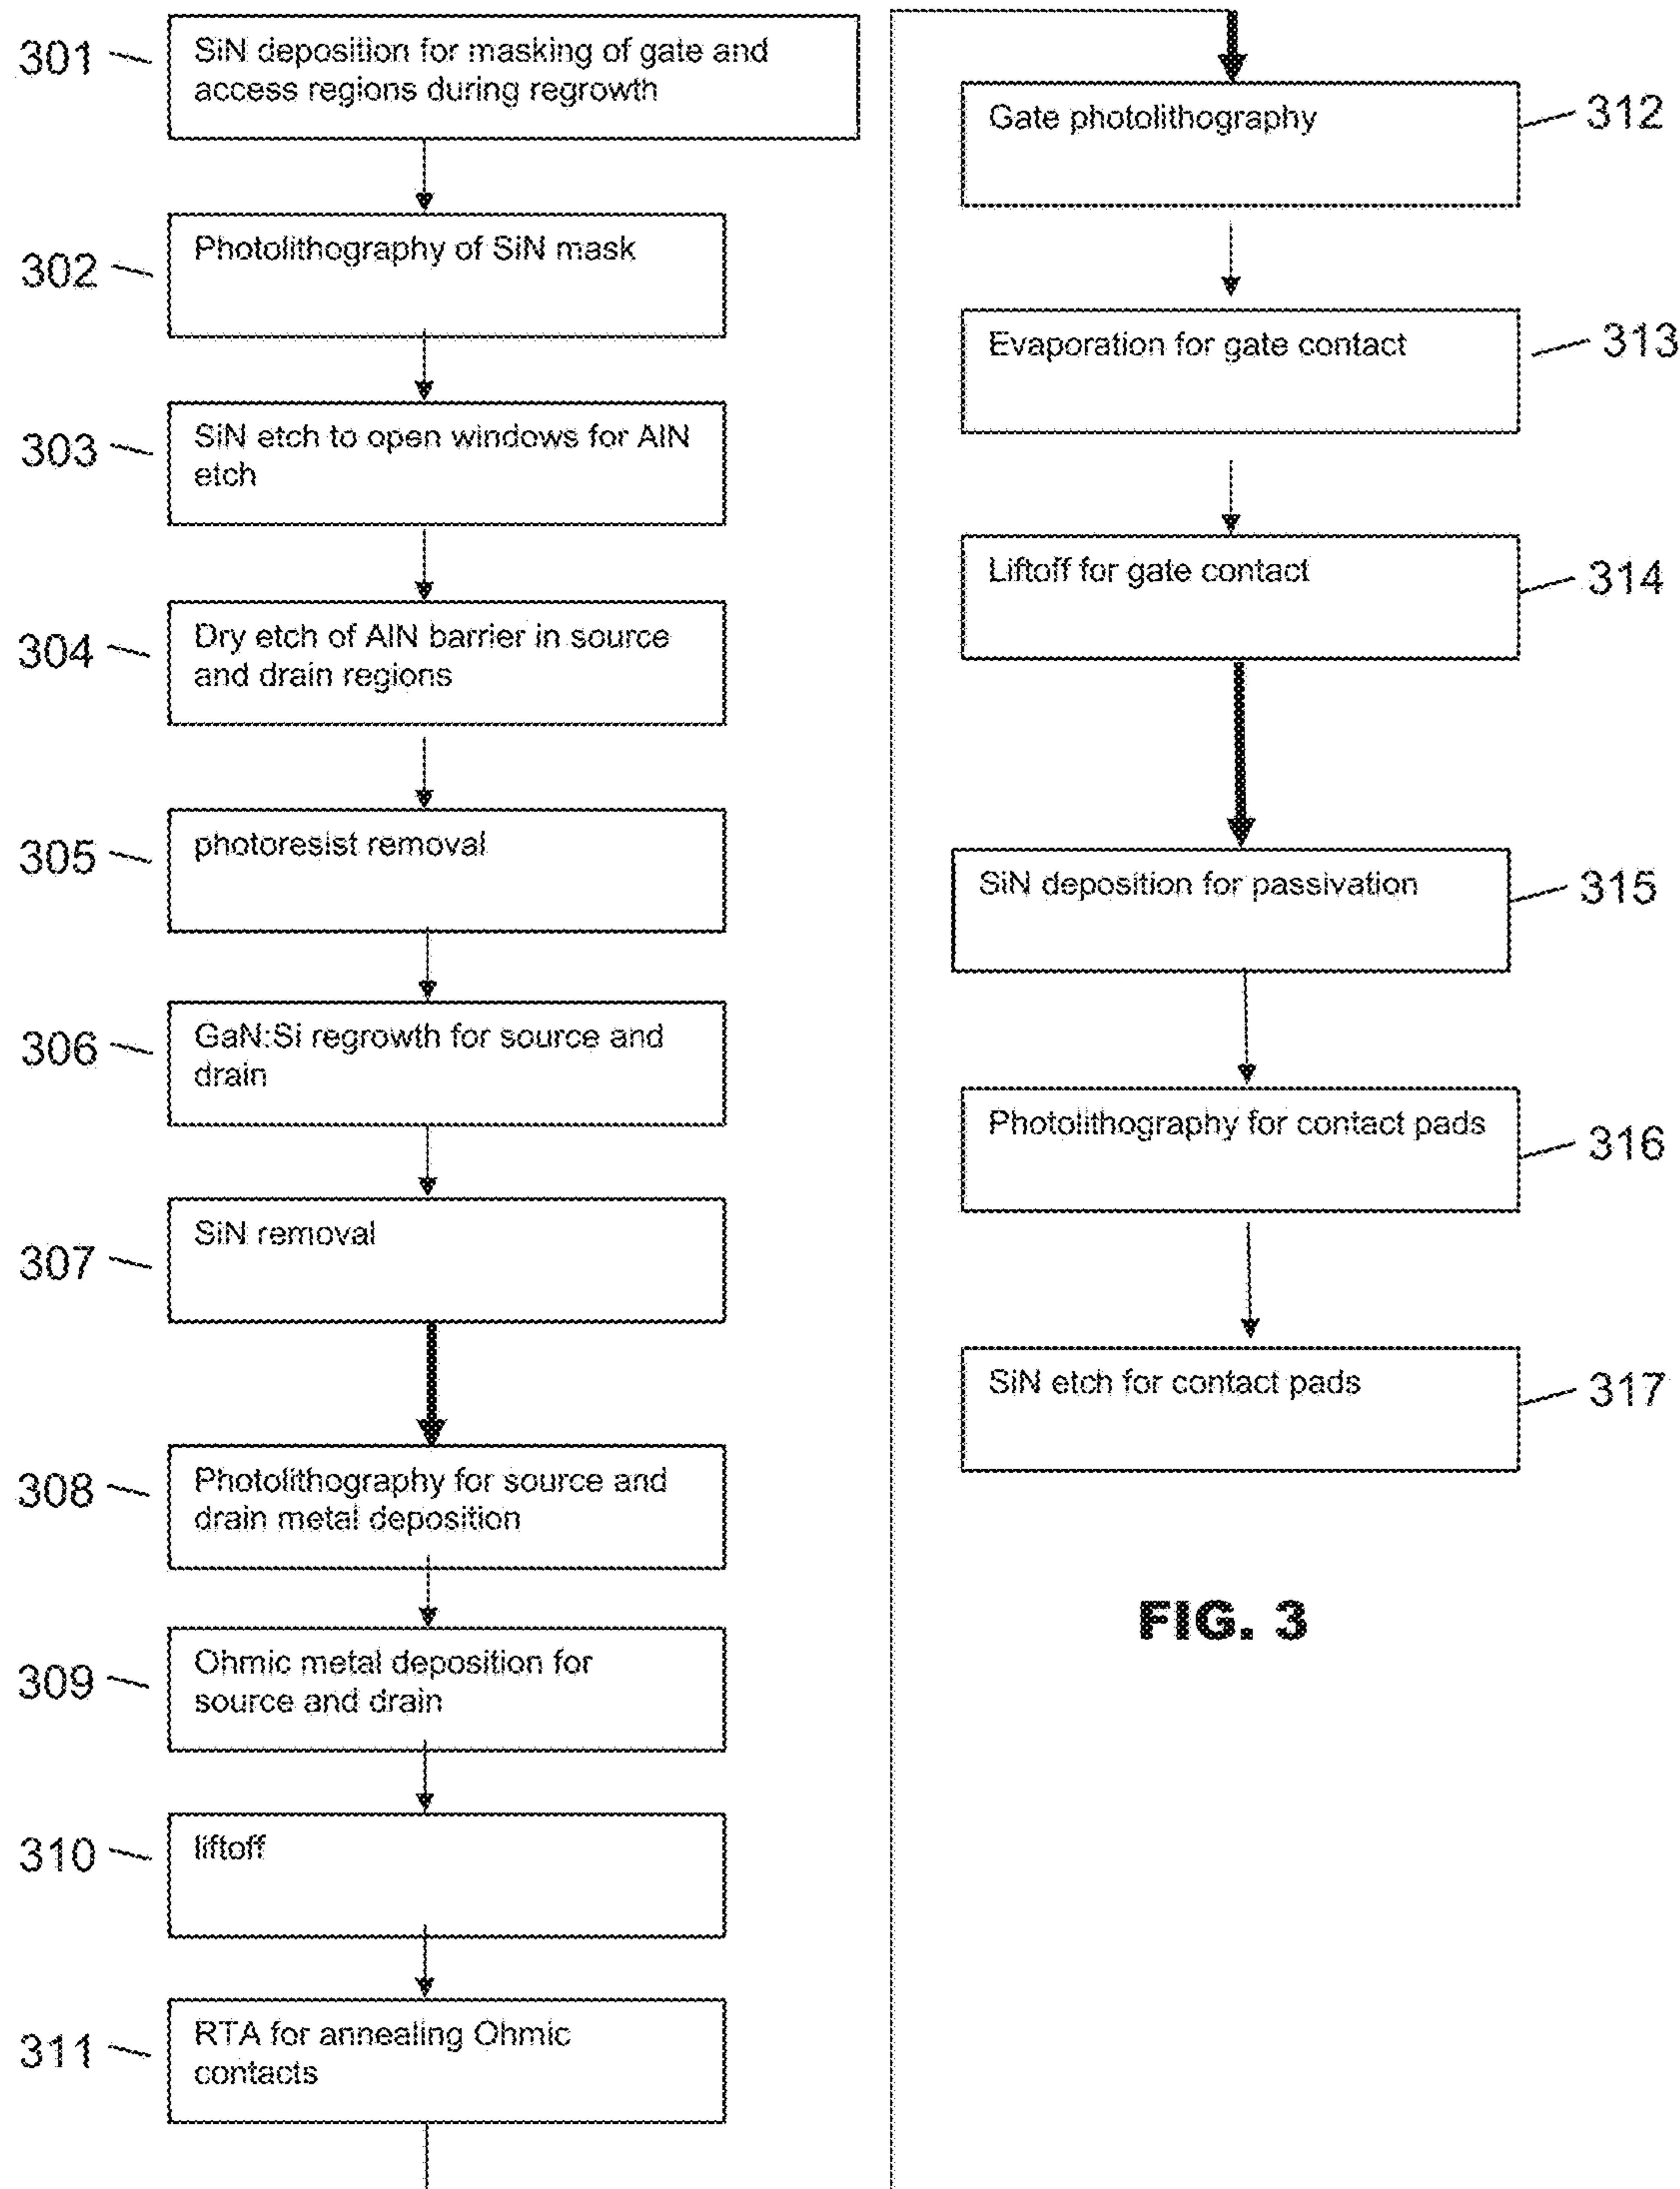 301
SiN deposition for masking of gate and
access regions during regrowth
302
Photolithography of SiN mask
303
SiN etch to open windows for AlN
etch
304
Dry etch of AlN barrier in source
and drain regions
305
photoresist removal
306
GaN:Si regrowth for source and
drain
307
SiN removal
308
Photolithography for source and
drain metal deposition
309
Ohmic metal deposition for
source and drain
310
liftoff
311
RTA for annealing Ohmic
contacts
Gate photolithography
312
Evaporation for gate contact
313
Liftoff for gate contact
314
SiN deposition for passivation
315
Photolithography for contact pads
316
SiN etch for contact pads
317
FIG. 3